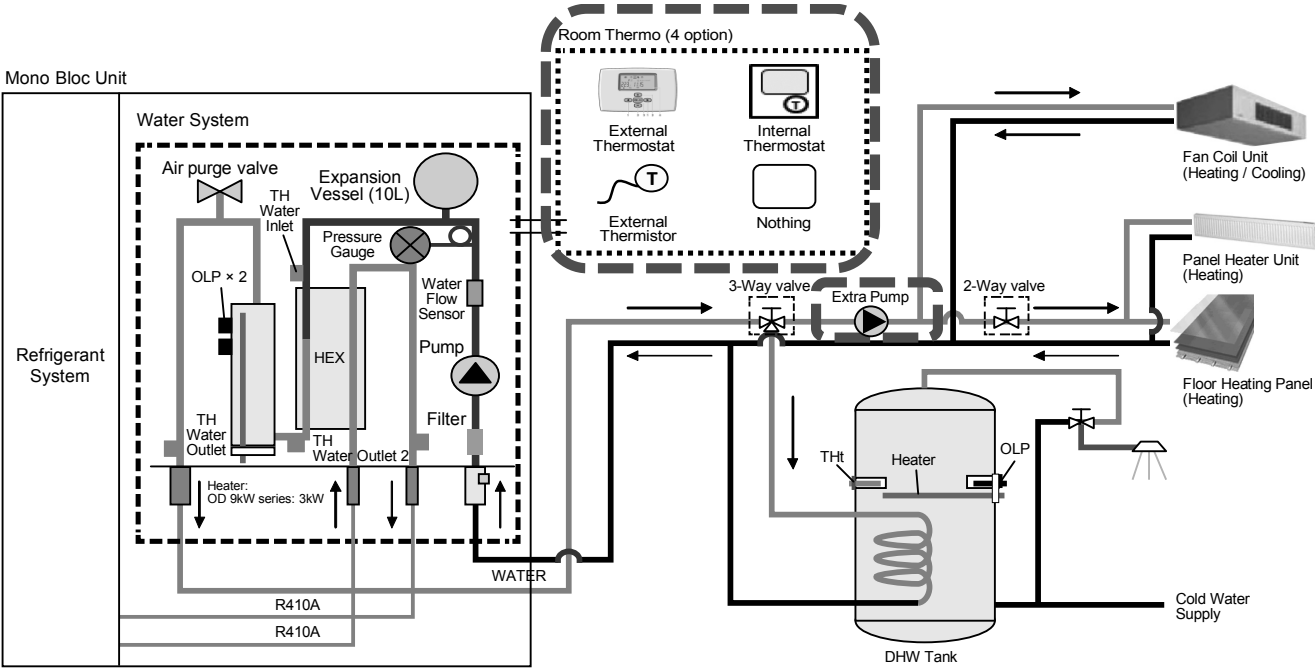 Room Thermo (4 option)
External
Thermostat
Internal
Thermostat
T
T
External
Thermistor
Nothing
Mono Bloc Unit
Water System
Air purge valve
Expansion
Vessel (10L)
TH
Water
Inlet
Pressure
Gauge
OLP × 2
Water
Flow
Sensor
HEX
Pump
Filter
TH
Water
Outlet
TH
Water Outlet 2
Heater:
OD 9kW series: 3kW
Refrigerant
System
WATER
R410A
R410A
3-Way valve
Extra Pump
2-Way valve
Fan Coil Unit
(Heating / Cooling)
Panel Heater Unit
(Heating)
Floor Heating Panel
(Heating)
THt
Heater
OLP
Cold Water
Supply
DHW Tank